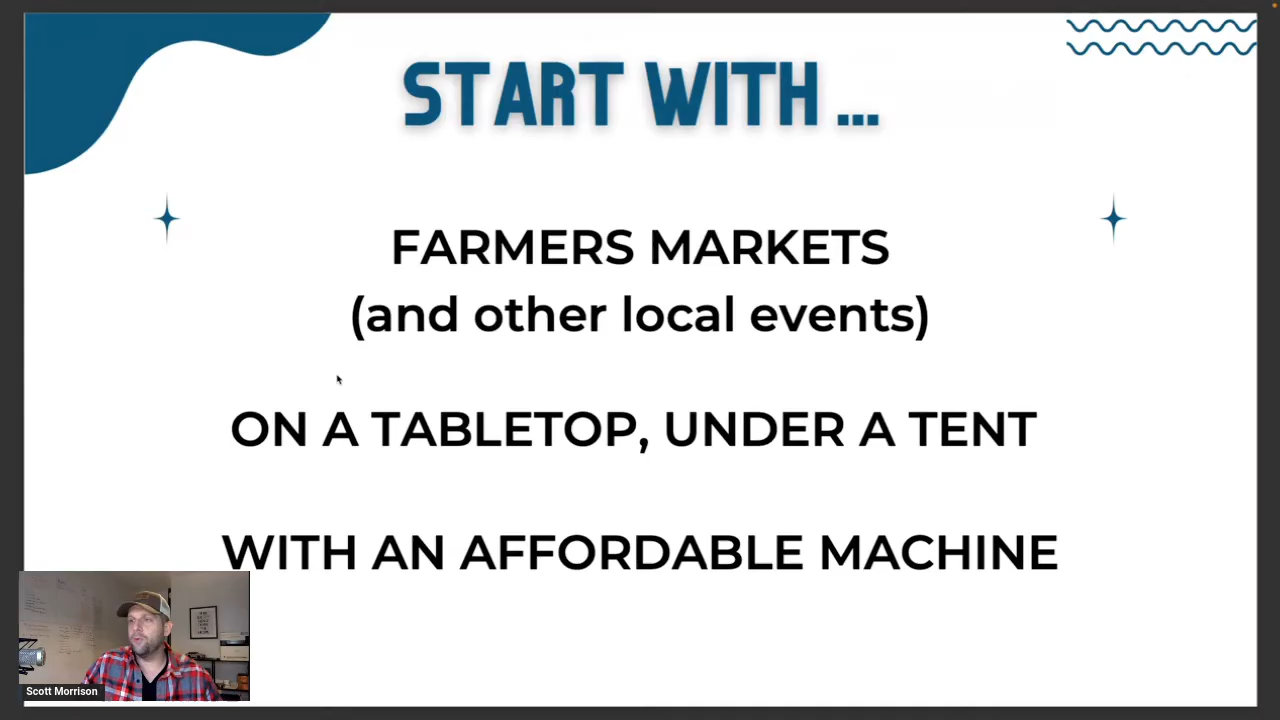 START WITH ...
FARMERS MARKETS
(and other local events)
ON A TABLETOP, UNDER A TENT
WITH AN AFFORDABLE MACHINE
Scott Morrison